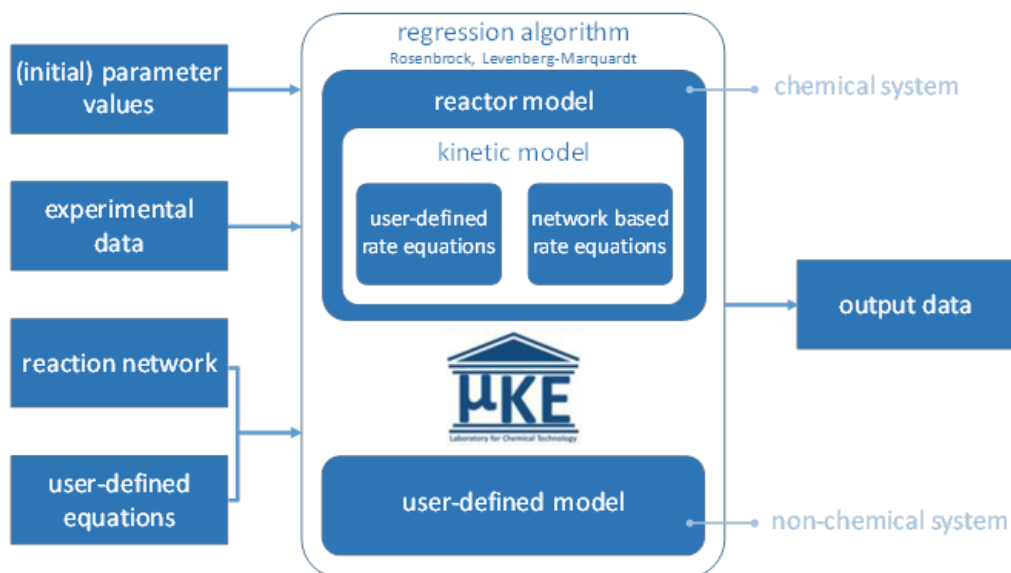 (initial) parameter
values
experimental
data
reaction network
user-defined
equations
regression algorithm
Rosenbrock, Levenberg-Marquardt
reactor model
kinetic model
user-defined
rate equations
network based
rate equations
µKE
Laboratory for Chemical Technology
user-defined model
chemical system
output data
non-chemical system